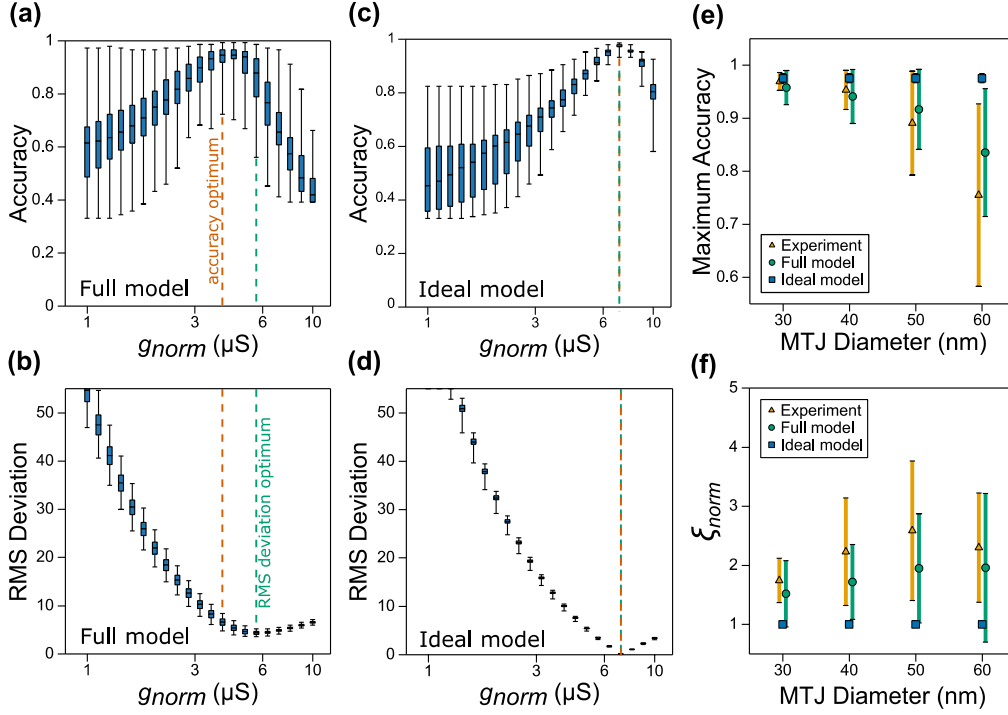 (a)
1
0.8
0.6
0.4
0.2
0
Accuracy
accuracy optimum
Full model
1
3
6
10
gnorm (µS)
(c)
1
0.8
0.6
0.4
0.2
0
Accuracy
Ideal model
1
3
6
10
gnorm (µS)
(e)
1
0.9
0.8
0.7
0.6
Maximum Accuracy
Experiment
Full model
Ideal model
30
40
50
60
MTJ Diameter (nm)
(b)
50
40
30
20
10
0
RMS Deviation
RMS deviation optimum
Full model
1
3
6
10
gnorm (µS)
(d)
50
40
30
20
10
0
RMS Deviation
Ideal model
1
3
6
10
gnorm (µS)
(f)
5
4
3
2
1
ξnorm
Experiment
Full model
Ideal model
30
40
50
60
MTJ Diameter (nm)